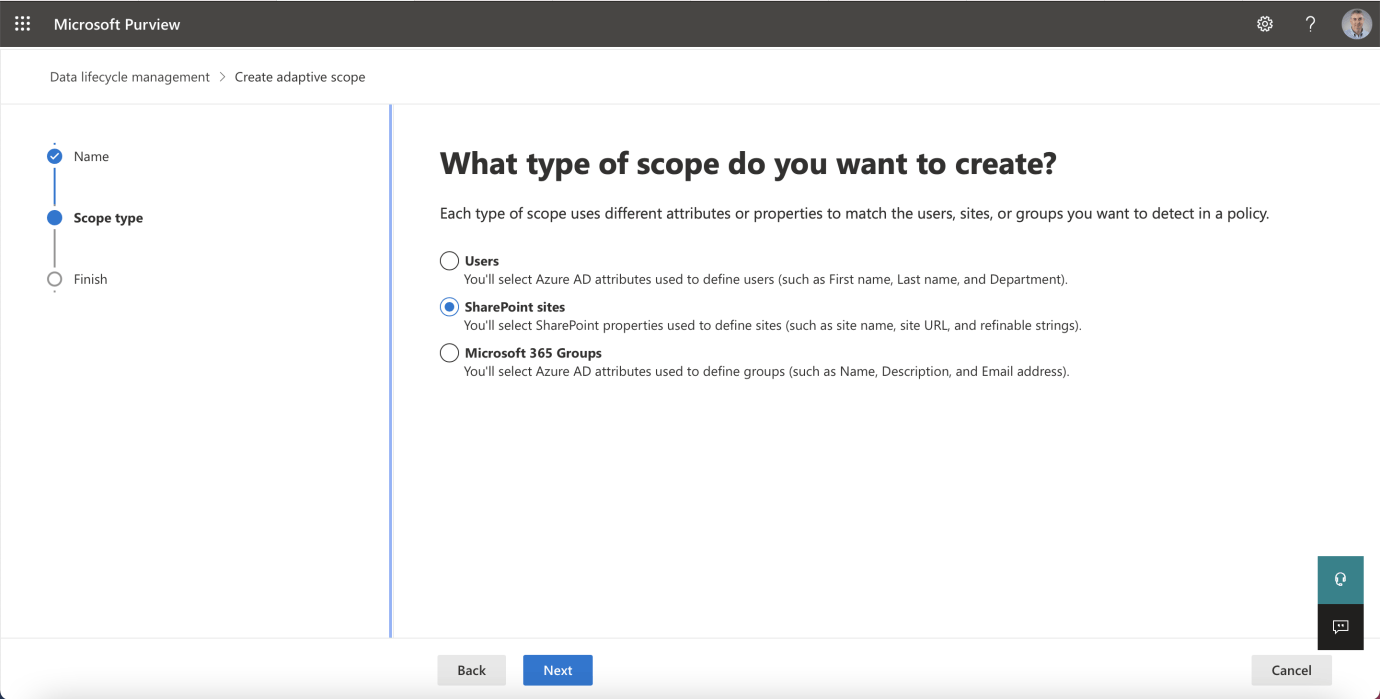 Microsoft Purview
?
Data lifecycle management > Create adaptive scope
Name
Scope type
Finish
What type of scope do you want to create?
Each type of scope uses different attributes or properties to match the users, sites, or groups you want to detect in a policy.
Users
You'll select Azure AD attributes used to define users (such as First name, Last name, and Department).
SharePoint sites
You'll select SharePoint properties used to define sites (such as site name, site URL, and refinable strings).
Microsoft 365 Groups
You'll select Azure AD attributes used to define groups (such as Name, Description, and Email address).
Back
Next
Cancel